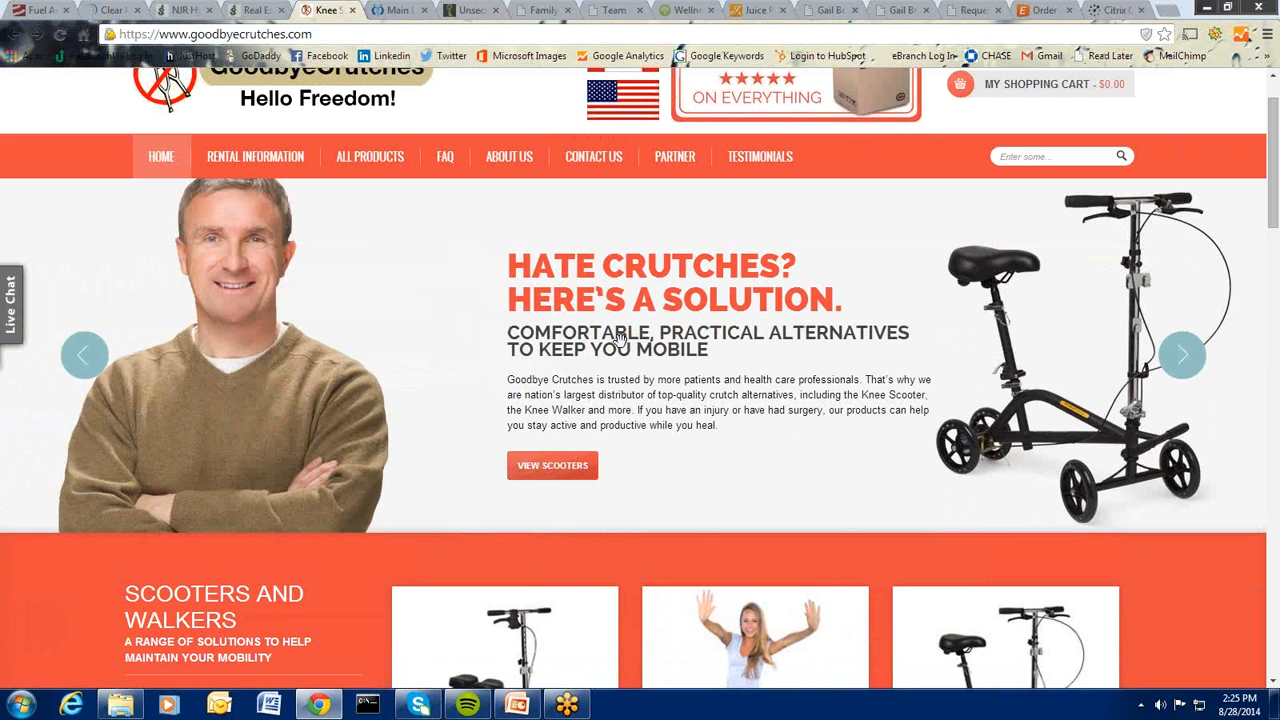 Fuel A
Clear
NJR H
Real E
Knee S
Main L
Unsec
Family
Team
Welln
Juice
Gail Bo
Gail Bo
Reque
Order
Citrix
https://www.goodbyecrutches.com
JustHost
GoDaddy
Facebook
Linkedin
Twitter
Microsoft Images
Google Analytics
Google Keywords
Login to HubSpot
eBranch Log In
CHASE
Gmail
Read Later
MailChimp
»
GoodbyeCrutches
Hello Freedom!
ON EVERYTHING
MY SHOPPING CART - $0.00
HOME
RENTAL INFORMATION
ALL PRODUCTS
FAQ
ABOUT US
CONTACT US
PARTNER
TESTIMONIALS
Enter some...
Live Chat
HATE CRUTCHES?
HERE'S A SOLUTION.
COMFORTABLE, PRACTICAL ALTERNATIVES
TO KEEP YOU MOBILE
Goodbye Crutches is trusted by more patients and health care professionals. That's why we
are nation's largest distributor of top-quality crutch alternatives, including the Knee Scooter,
the Knee Walker and more. If you have an injury or have had surgery, our products can help
you stay active and productive while you heal.
VIEW SCOOTERS
SCOOTERS AND
WALKERS
A RANGE OF SOLUTIONS TO HELP
MAINTAIN YOUR MOBILITY
2:25 PM
8/28/2014